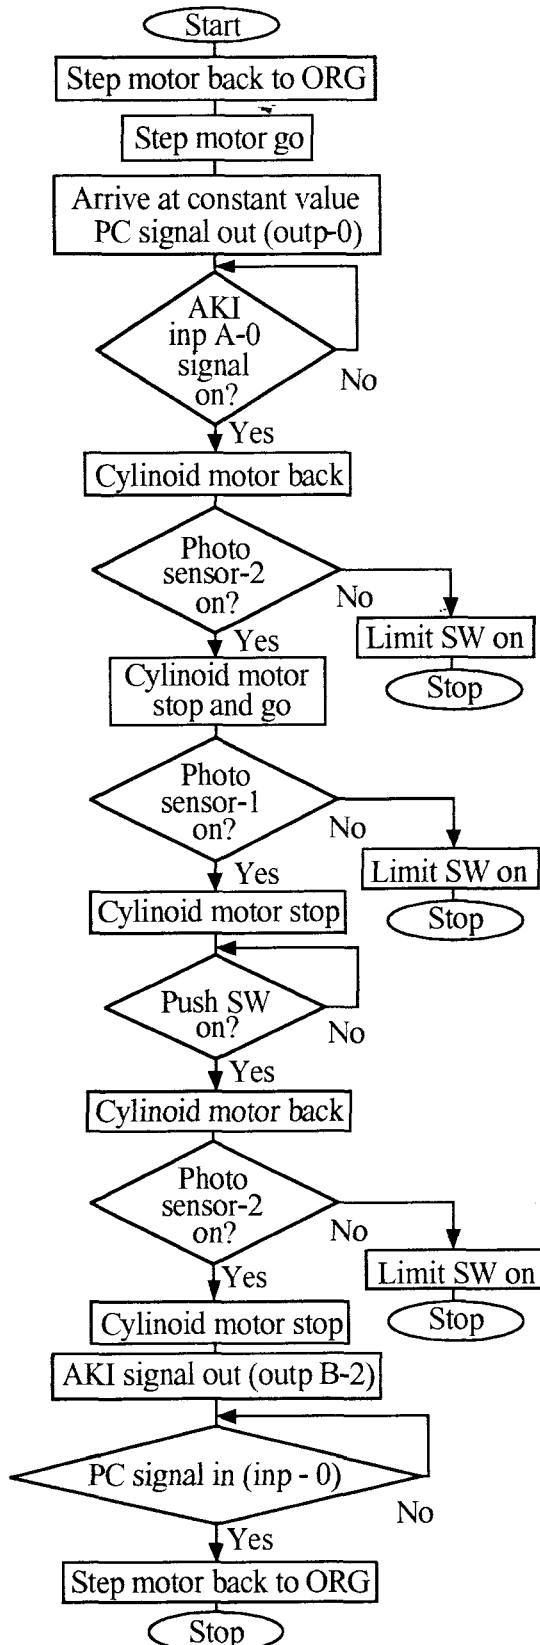 Start
Step motor back to ORG
Step motor go
Arrive at constant value
PC signal out (outp-0)
AKI
inp A-0
signal
on?
No
Yes
Cylinoid motor back
Photo
sensor-2
on?
No
Yes
Limit SW on
Stop
Cylinoid motor
stop and go
Photo
sensor-1
on?
No
Yes
Limit SW on
Stop
Cylinoid motor stop
Push SW
on?
No
Yes
Cylinoid motor back
Photo
sensor-2
on?
No
Yes
Limit SW on
Stop
Cylinoid motor stop
AKI signal out (outp B-2)
PC signal in (inp - 0)
No
Yes
Step motor back to ORG
Stop